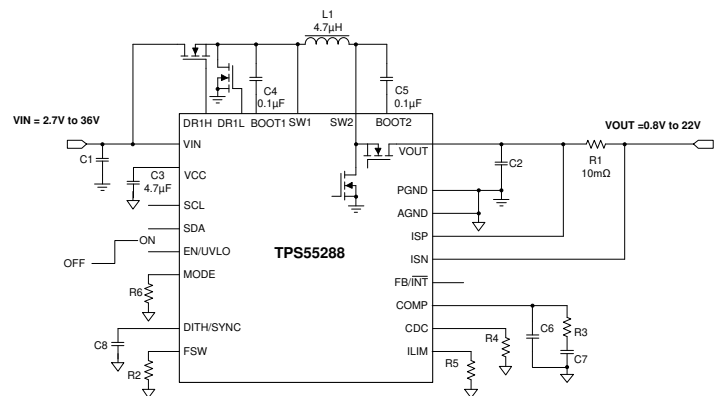 L1
4.7µH
C4
0.1µF
C5
0.1µF
VIN = 2.7V to 36V
DR1H
DR1L
BOOT1
SW1
SW2
BOOT2
VOUT =0.8V to 22V
VIN
VOUT
C1
C2
R1
10mΩ
C3
4.7µF
VCC
PGND
SCL
AGND
SDA
ISP
ON
OFF
EN/UVLO
TPS55288
ISN
MODE
FB/INT
R6
COMP
DITH/SYNC
CDC
C8
R4
C6
R3
FSW
ILIM
R2
R5
C7